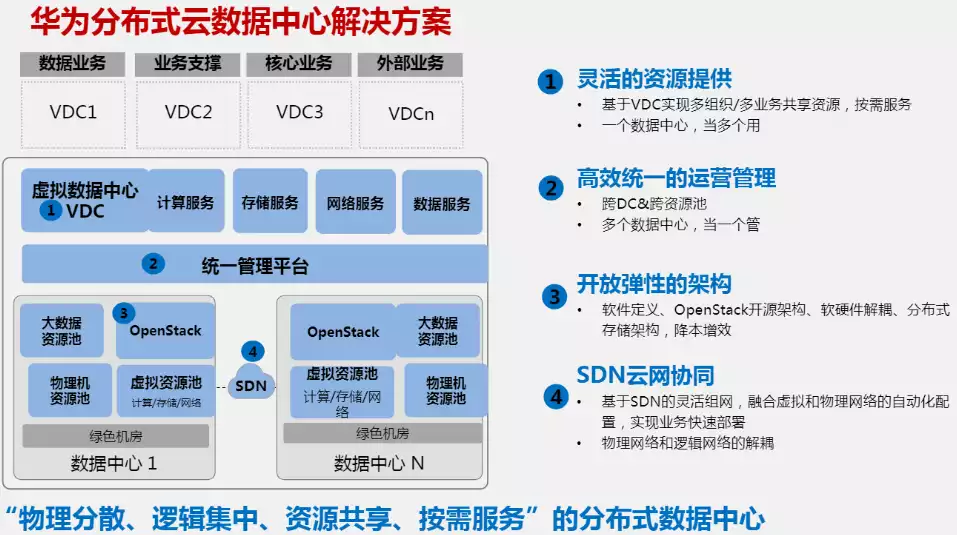 华为分布式云数据中心解决方案
数据业务 业务支撑 核心业务 外部业务
VDC1 VDC2 VDC3 VDCn
虚拟数据中心
VDC
1
计算服务 存储服务 网络服务 数据服务
2 统一管理平台
大数据
资源池
3
OpenStack
物理机
资源池
虚拟资源池
计算/存储/网络
绿色机房
数据中心 1
4
SDN
OpenStack
大数据
资源池
虚拟资源池
计算/存储/网
络
物理机
资源池
绿色机房
数据中心 N
1 灵活的资源提供
• 基于VDC实现多组织/多业务共享资源，按需服务
• 一个数据中心，当多个用
2 高效统一的运营管理
• 跨DC&跨资源池
• 多个数据中心，当一个管
3 开放弹性的架构
• 软件定义、OpenStack开源架构、软硬件解耦、分布式
存储架构，降本增效
4 SDN云网协同
• 基于SDN的灵活组网，融合虚拟和物理网络的自动化配
置，实现业务快速部署
• 物理网络和逻辑网络的解耦
“物理分散、逻辑集中、资源共享、按需服务”的分布式数据中心